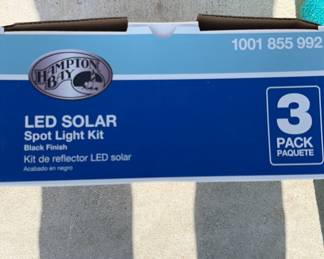 1001 855 992
HAMPTON
BAY
LED SOLAR
Spot Light Kit
Black Finish
Kit de reflector LED solar
Acabado en negro
3
PACK
PAQUETE